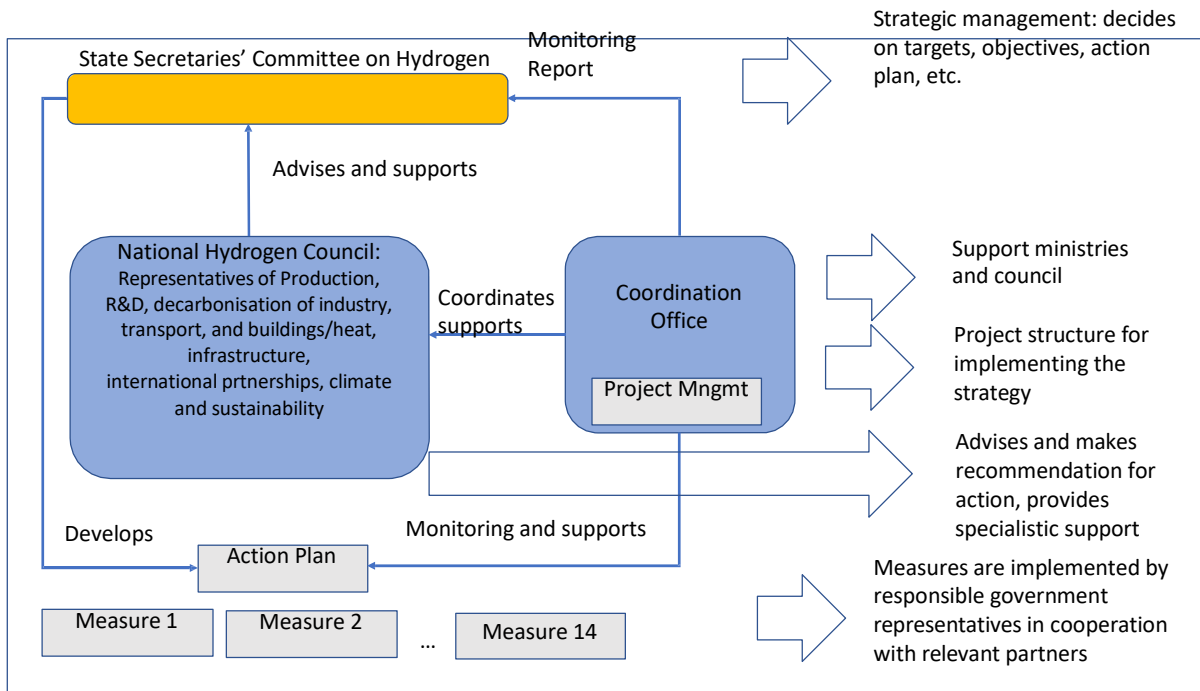 Strategic management: decides
on targets, objectives, action
plan, etc.
Monitoring
Report
State Secretaries’ Committee on Hydrogen
Advises and supports
National Hydrogen Council:
Representatives of Production,
R&D, decarbonisation of industry,
transport, and buildings/heat,
infrastructure,
international prtnerships, climate
and sustainability
Coordinates
supports
Coordination
Office
Project Mngmt
Support ministries
and council
Project structure for
implementing the
strategy
Advises and makes
recommendation for
action, provides
specialistic support
Develops
Monitoring and supports
Action Plan
Measure 1
Measure 2
...
Measure 14
Measures are implemented by
responsible government
representatives in cooperation
with relevant partners